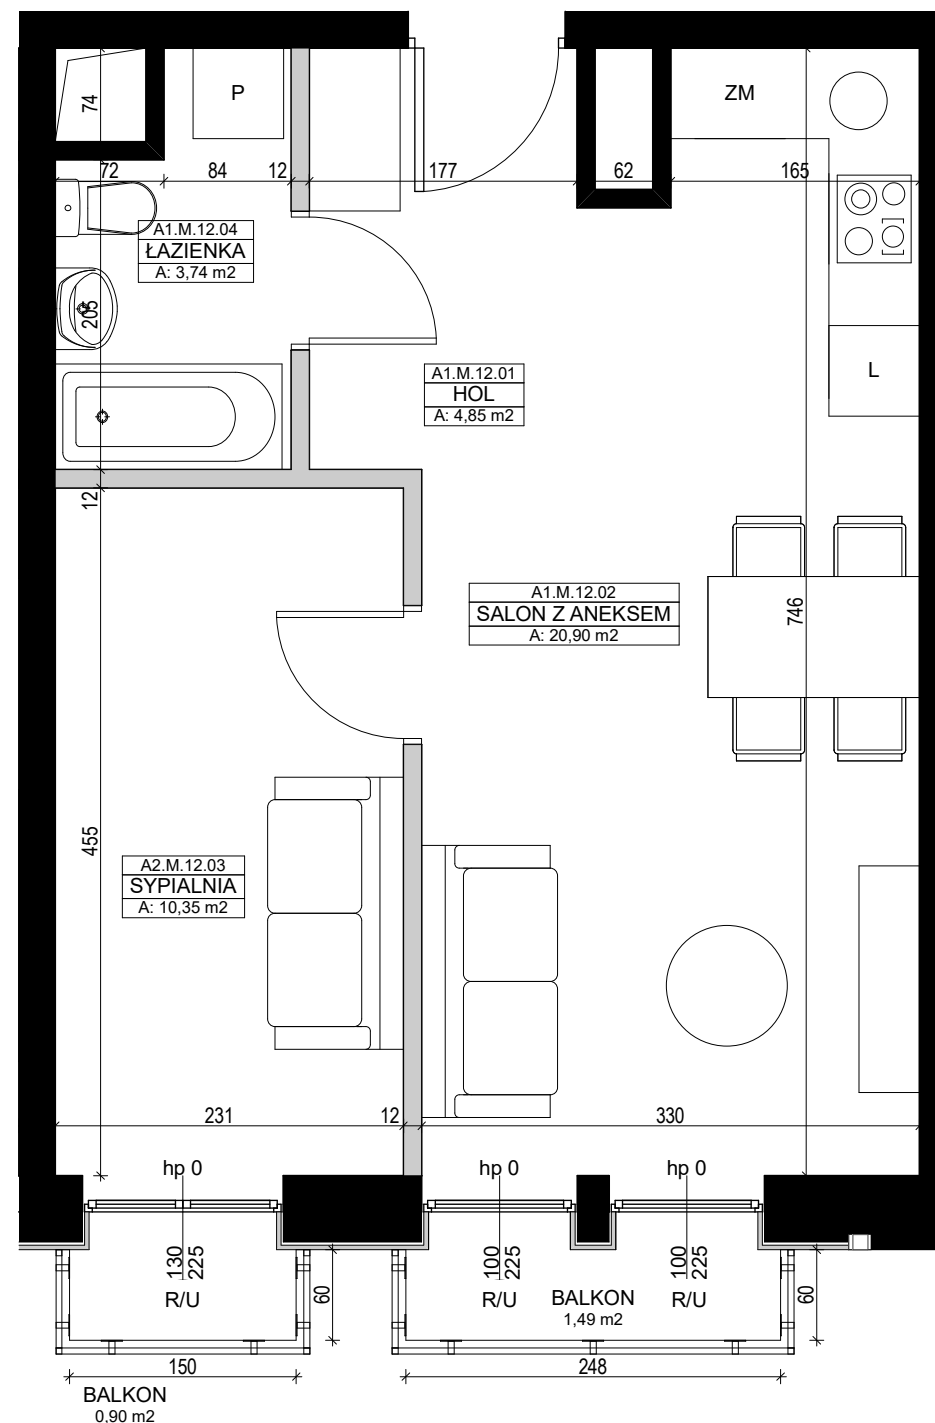 P
ZM
74
72
84
12
177
62
165
A1.M.12.04
ŁAZIENKA
A: 3,74 m2
205
A1.M.12.01
HOL
A: 4,85 m2
L
12
A1.M.12.02
SALON Z ANEKSEM
A: 20,90 m2
746
455
A2.M.12.03
SYPIALNIA
A: 10,35 m2
231
12
330
hp 0
hp 0
hp 0
130
225
100
225
100
225
R/U
60
R/U
BALKON
1,49 m2
R/U
60
150
248
BALKON
0,90 m2